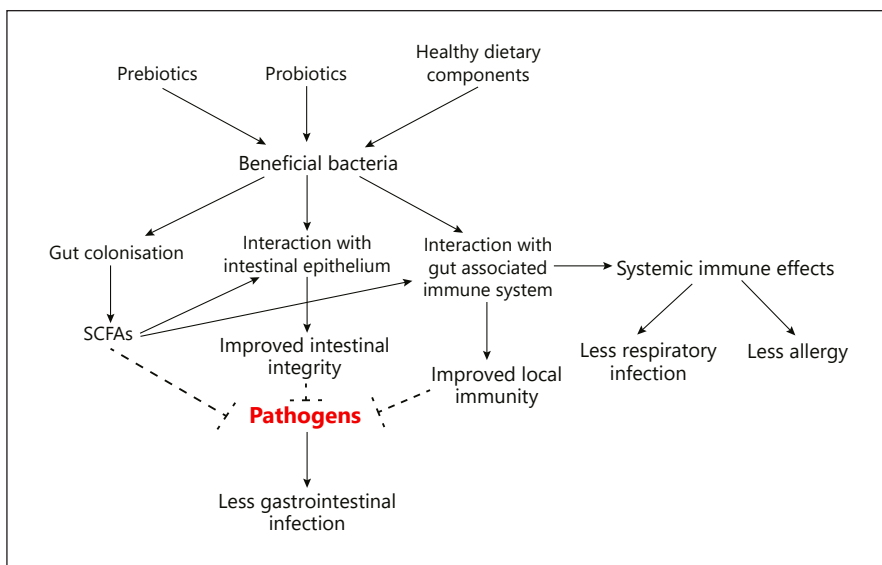 Prebiotics
Probiotics
Healthy dietary
components
Beneficial bacteria
Gut colonisation
Interaction with
intestinal epithelium
Interaction with
gut associated
immune system
Systemic immune effects
SCFAs
Improved intestinal
integrity
Improved local
immunity
Less respiratory
infection
Less allergy
Pathogens
Less gastrointestinal
infection